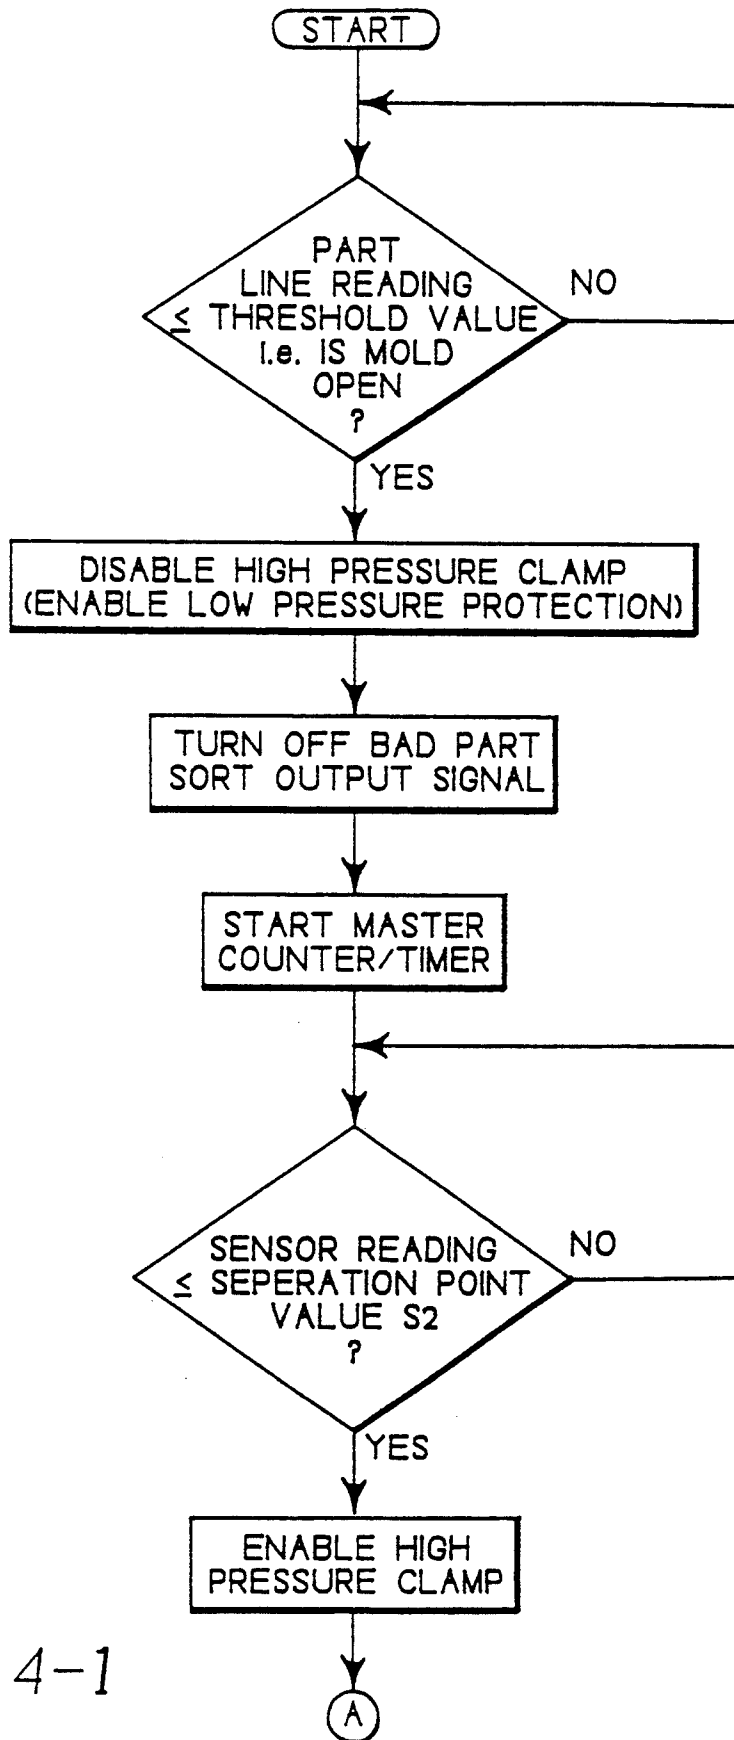 START
PART
LINE READING
≤ THRESHOLD VALUE
i.e. IS MOLD
OPEN
?
NO
YES
DISABLE HIGH PRESSURE CLAMP
(ENABLE LOW PRESSURE PROTECTION)
TURN OFF BAD PART
SORT OUTPUT SIGNAL
START MASTER
COUNTER/TIMER
SENSOR READING
≤ SEPERATION POINT
VALUE S2
?
NO
YES
ENABLE HIGH
PRESSURE CLAMP
4-1
A